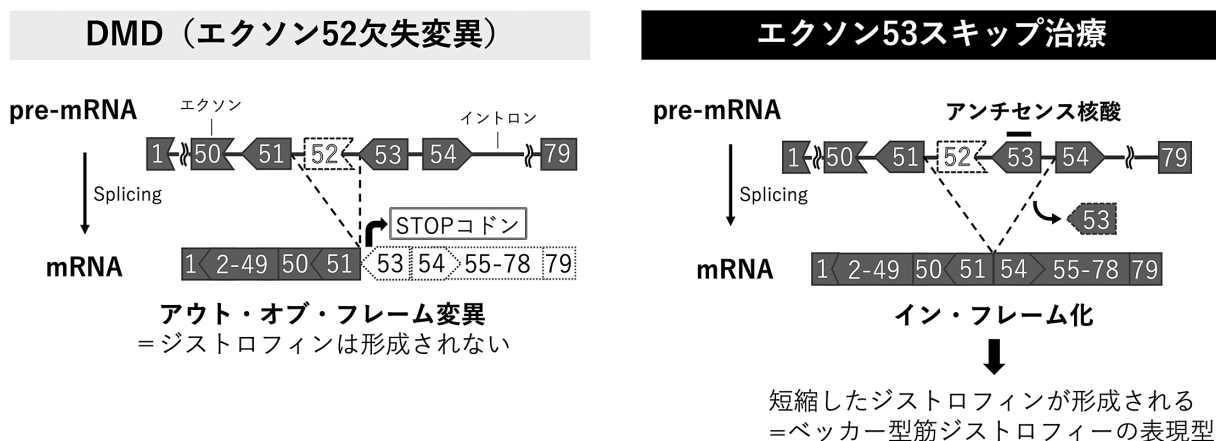 DMD（エクソン52欠失変異）
pre-mRNA
エクソン
イントロン
1 50 51 52 53 54 79
Splicing
STOPコドン
mRNA
1 2-49 50 51 53 54 55-78 79
アウト・オブ・フレーム変異
＝ジストロフィンは形成されない
エクソン53スキップ治療
pre-mRNA
アンチセンス核酸
1 50 51 52 53 54 79
Splicing
53
mRNA
1 2-49 50 51 54 55-78 79
イン・フレーム化
短縮したジストロフィンが形成される
=ベッカー型筋ジストロフィーの表現型